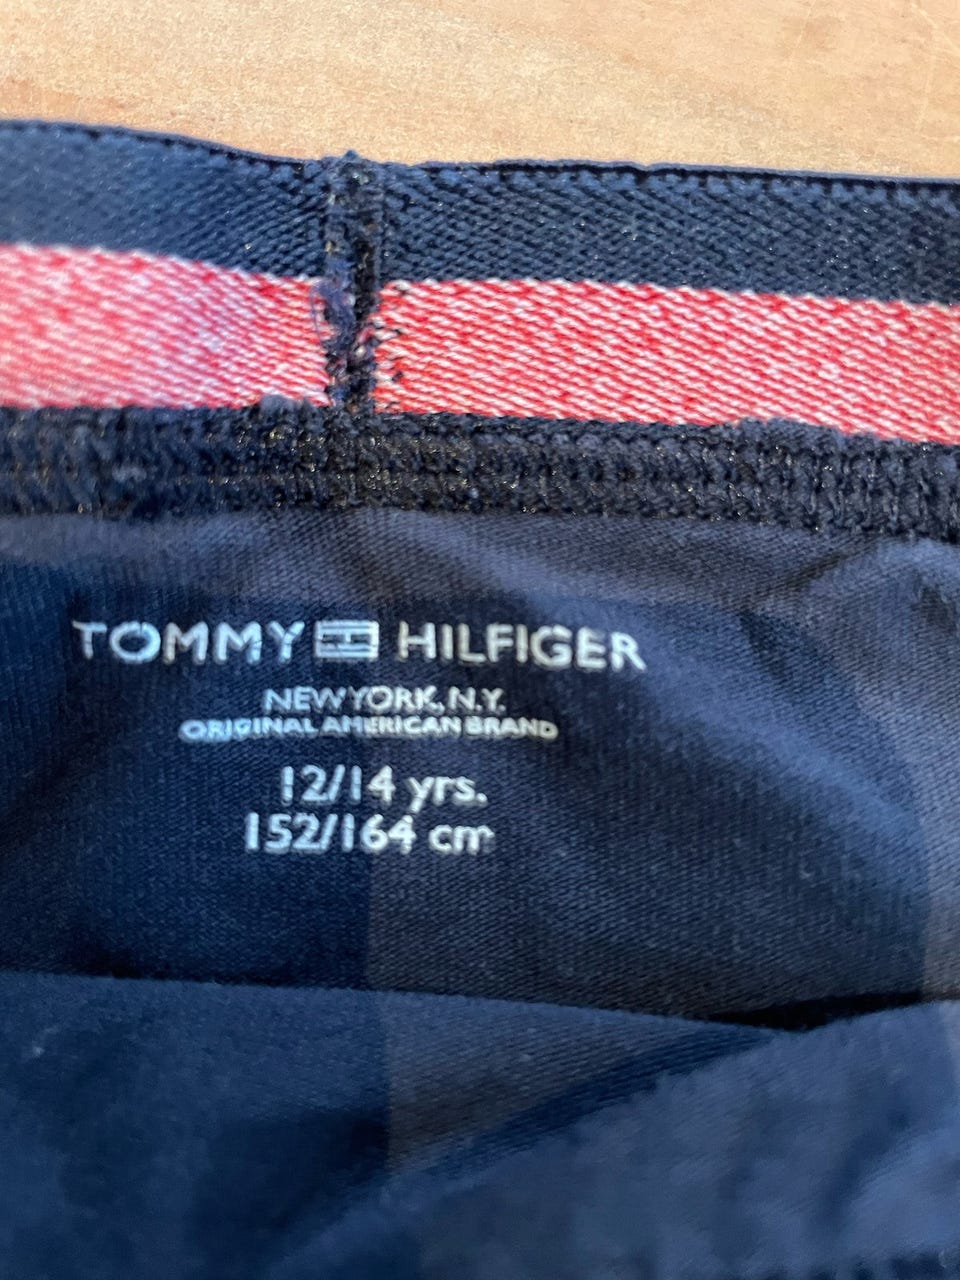 TOMMY HILFIGER
NEW YORK, N.Y.
ORIGINAL AMERICAN BRAND
12/14 yrs.
152/164 cm